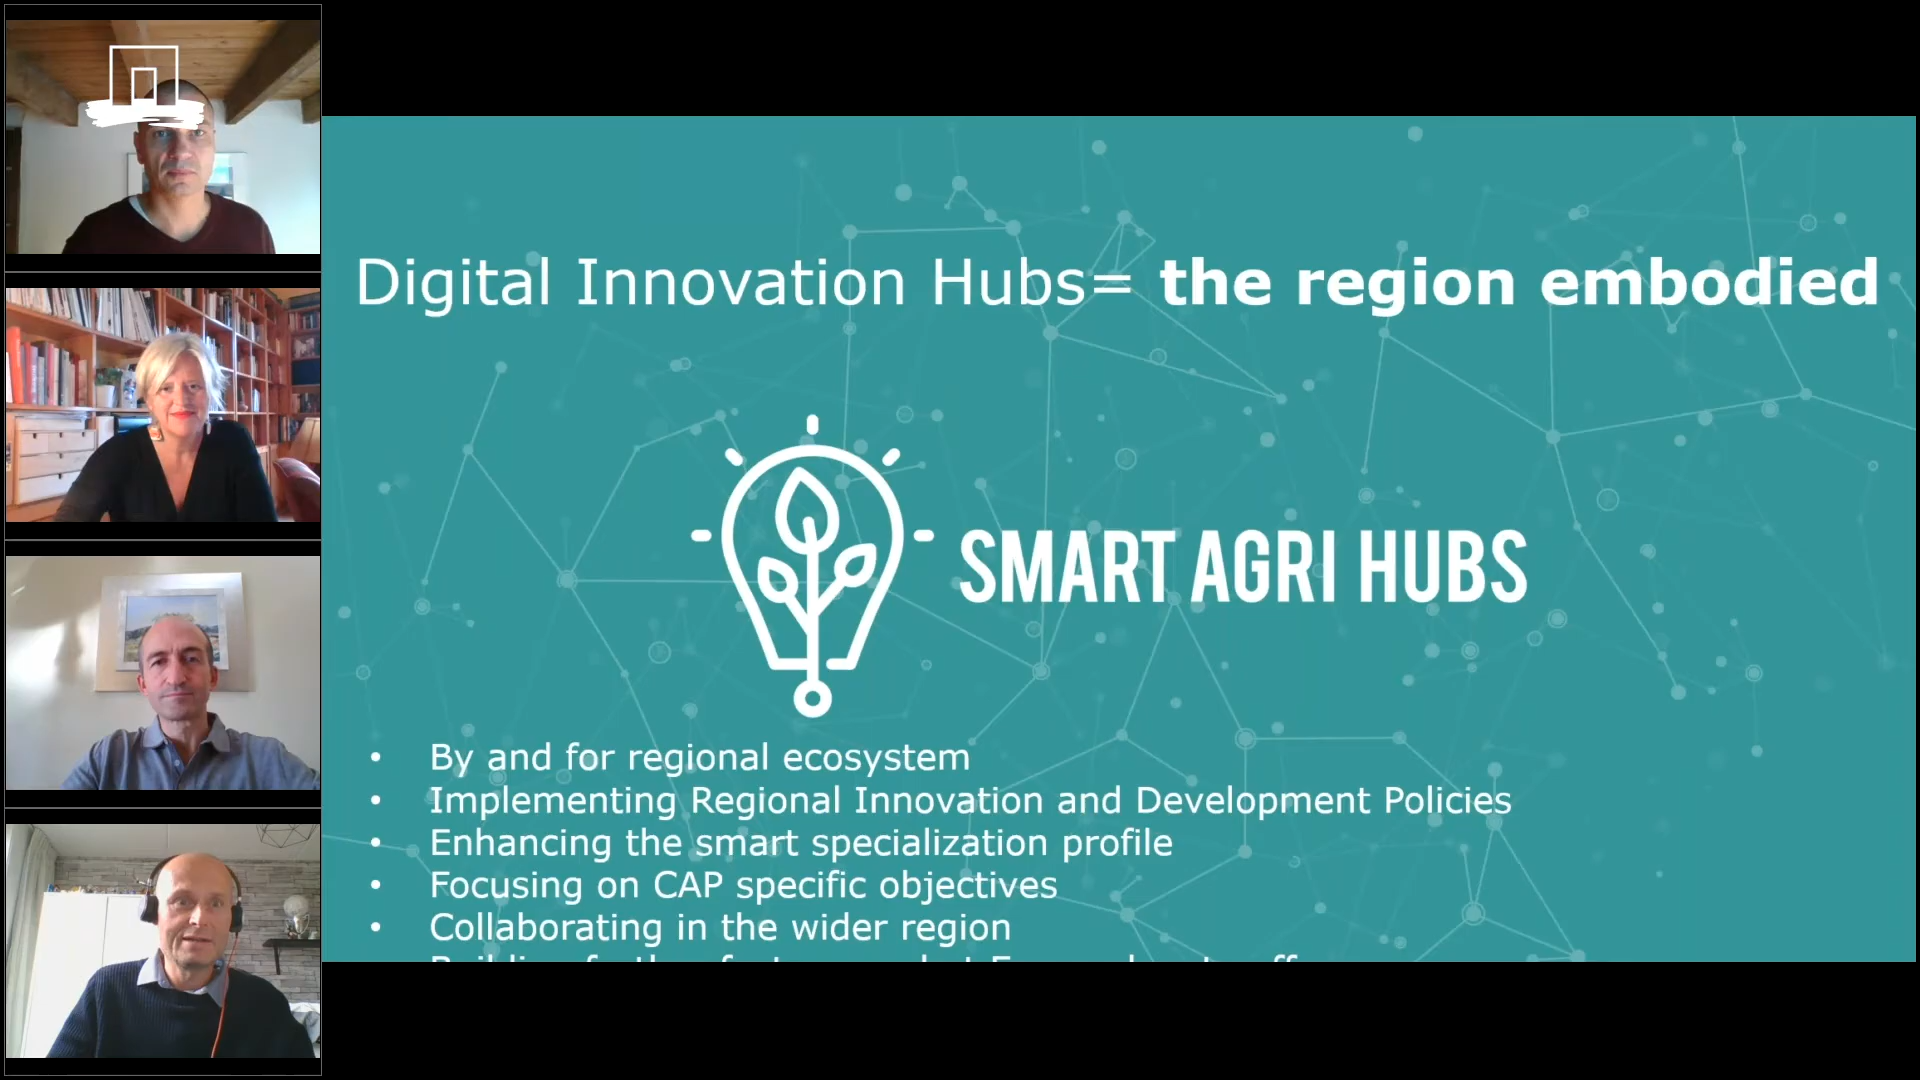 Digital Innovation Hubs= the region embodied
SMART AGRI HUBS
• By and for regional ecosystem
• Implementing Regional Innovation and Development Policies
• Enhancing the smart specialization profile
• Focusing on CAP specific objectives
• Collaborating in the wider region